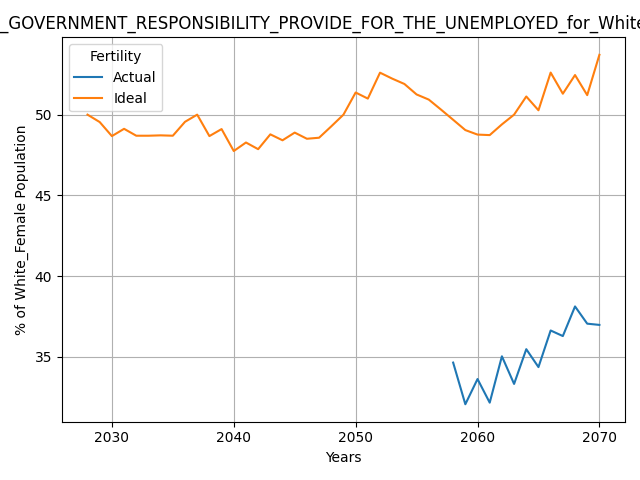 _GOVERNMENT_RESPONSIBILITY_PROVIDE_FOR_THE_UNEMPLOYED_for_White
Fertility
Actual
Ideal
50
45
40
35
% of White_Female Population
2030 2040 2050 2060 2070
Years